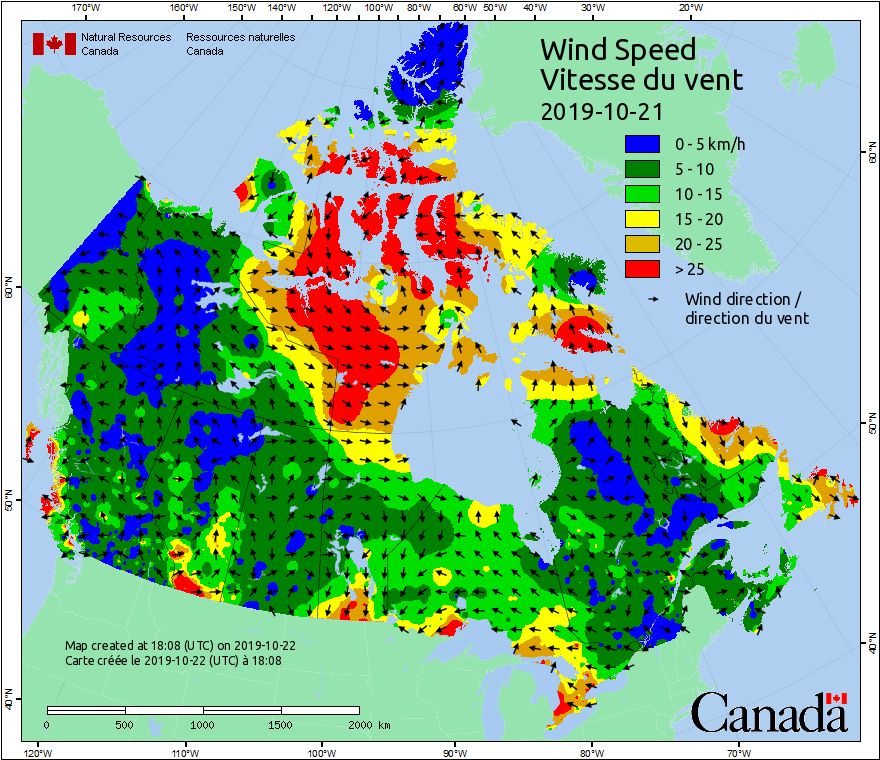 170°W 160°W 150°W 140°W 120°W 100°W 80°W 60°W 50°W 40°W 30°W 20°W
Natural Resources Ressources naturelles
Canada Canada
Wind Speed
Vitesse du vent
2019-10-21
0 - 5 km/h
5 - 10
10 - 15
15 - 20
20 - 25
> 25
Wind direction /
direction du vent
60°N
50°N
40°N
60°N
50°N
40°N
Map created at 18:08 (UTC) on 2019-10-22
Carte créée le 2019-10-22 (UTC) à 18:08
0 500 1000 1500 2000 km
Canada
120°W 110°W 100°W 90°W 80°W 70°W